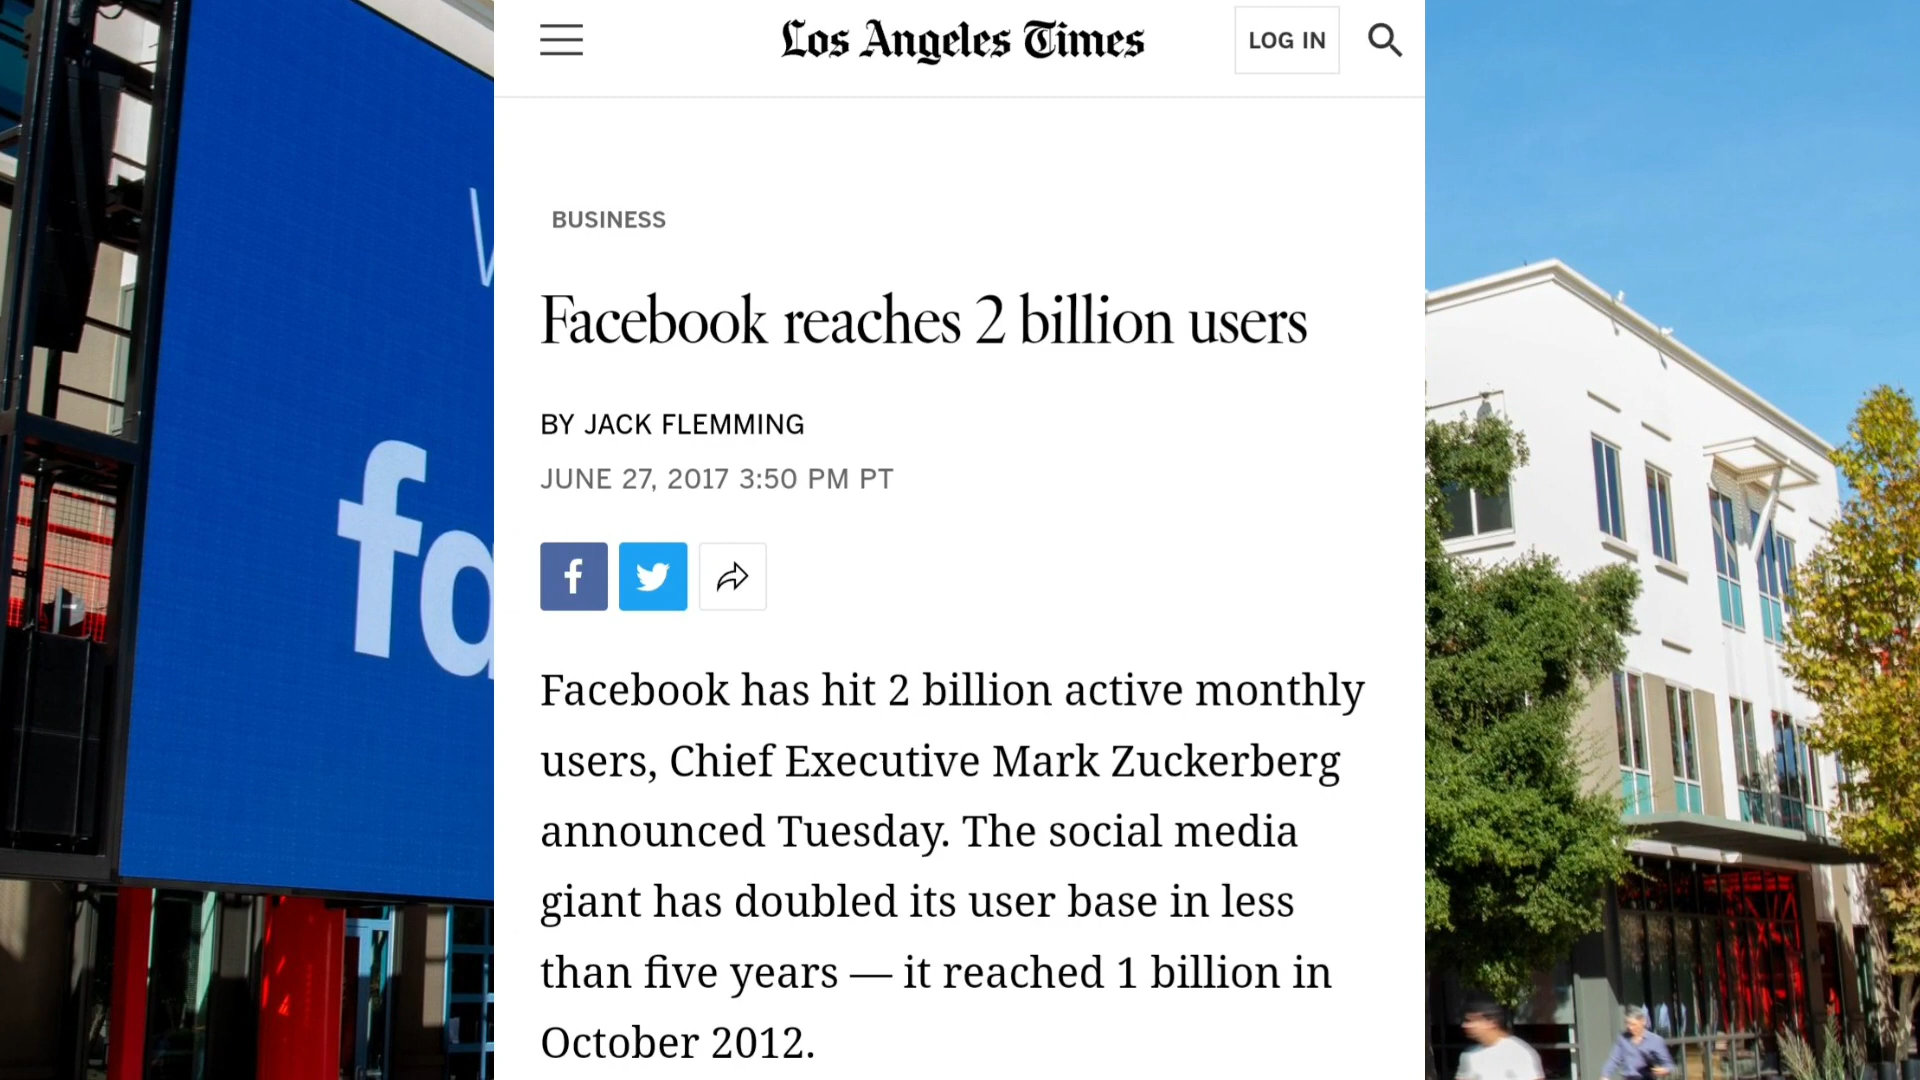 Los Angeles Times
LOG IN
BUSINESS
Facebook reaches 2 billion users
BY JACK FLEMMING
JUNE 27, 2017 3:50 PM PT
Facebook has hit 2 billion active monthly
users, Chief Executive Mark Zuckerberg
announced Tuesday. The social media
giant has doubled its user base in less
than five years — it reached 1 billion in
October 2012.